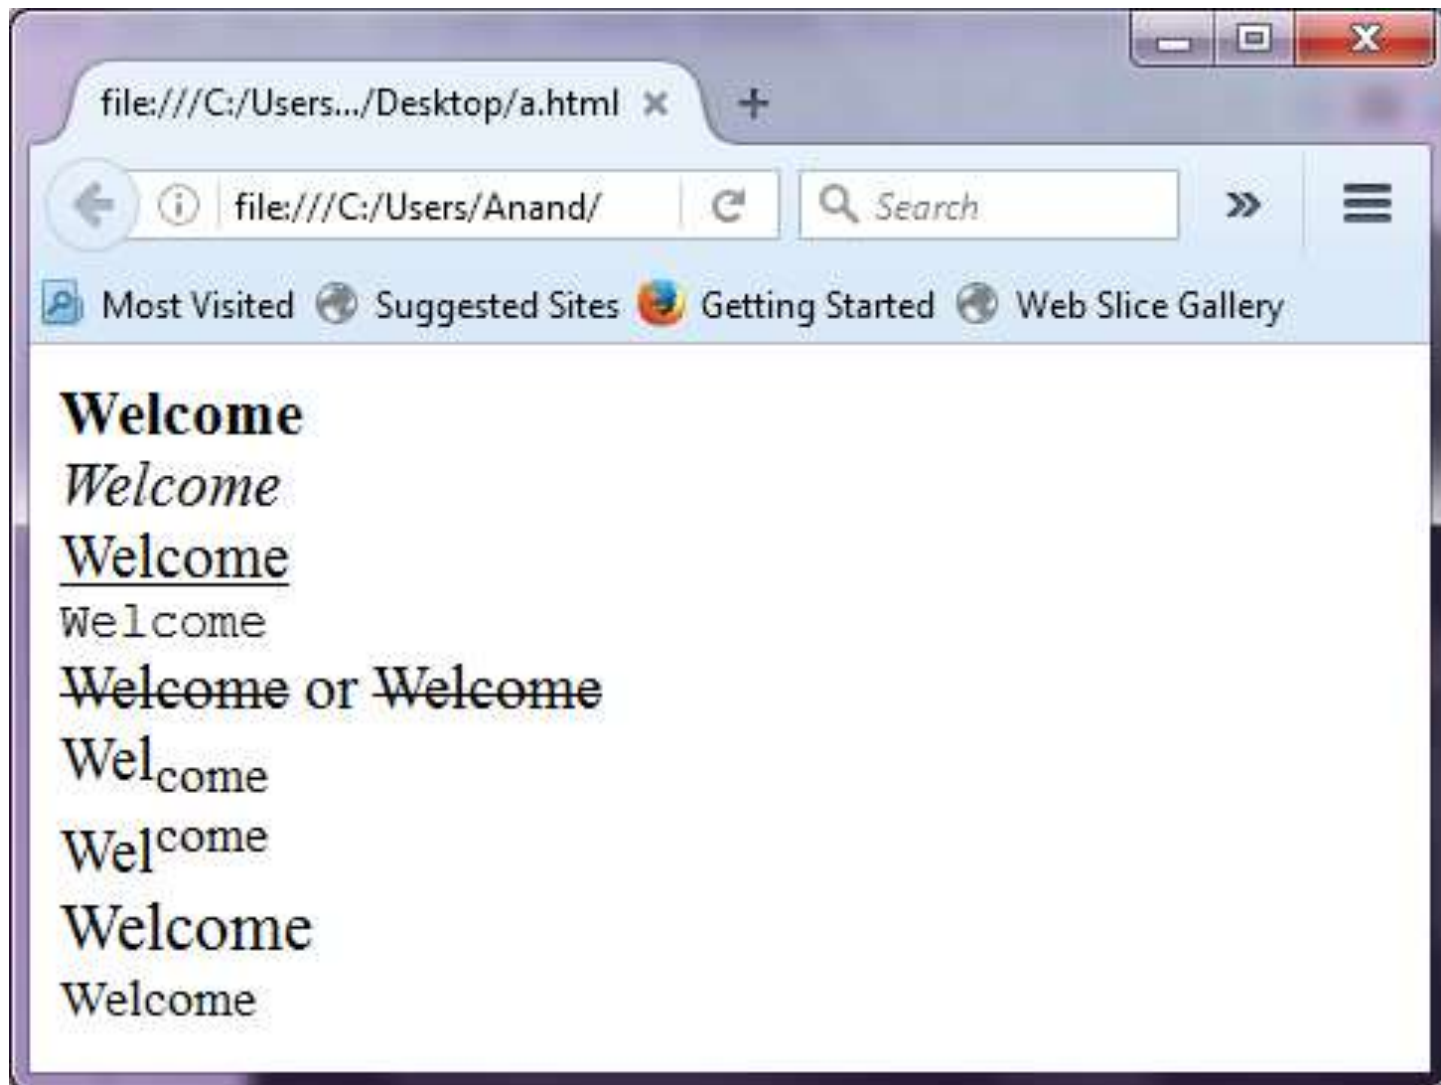 file:///C:/Users.../Desktop/a.html
file:///C:/Users/Anand/ Search
Most Visited Suggested Sites Getting Started Web Slice Gallery
Welcome
Welcome
Welcome
Welcome
Welcome or Welcome
Welcome
Welcome
Welcome
Welcome